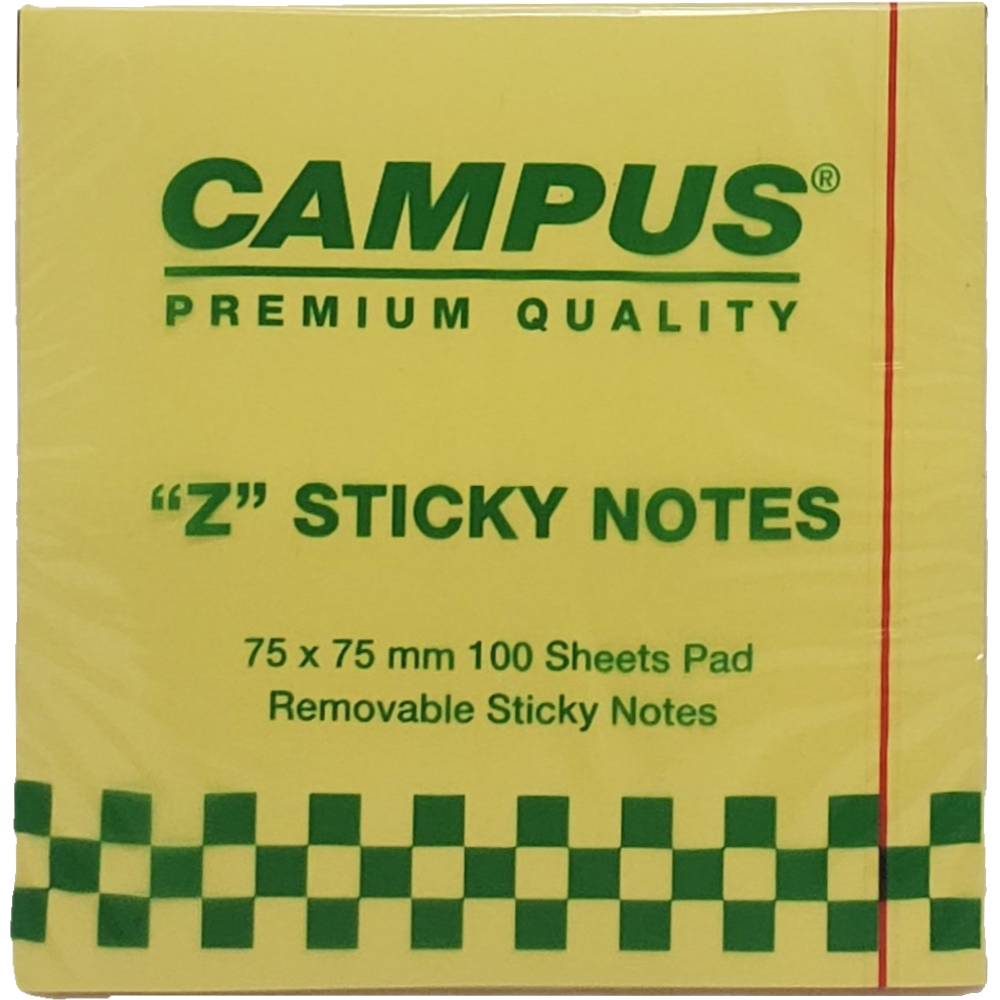 CAMPUS®
PREMIUM QUALITY
“Z” STICKY NOTES
75 x 75 mm 100 Sheets Pad
Removable Sticky Notes